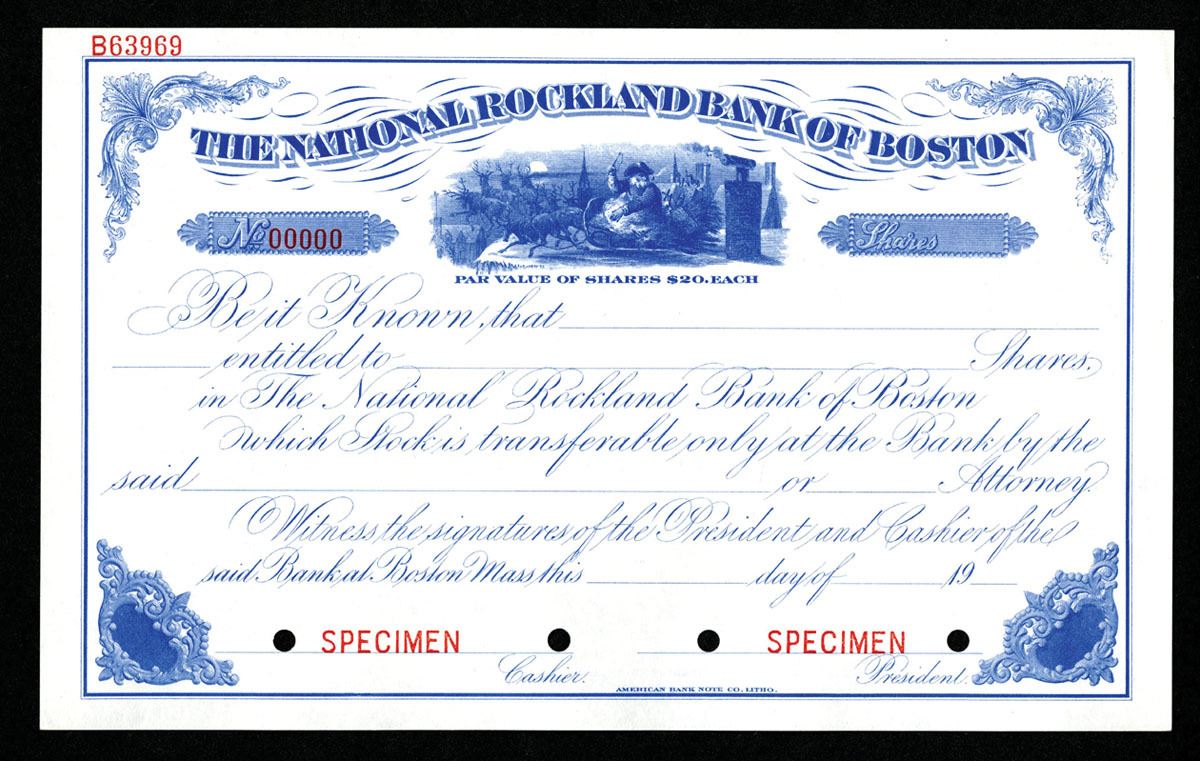 B63969
THE NATIONAL ROCKLAND BANK OF BOSTON
No. 00000
Shares
PAR VALUE OF SHARES $20. EACH
Be it Known, that
entitled to Shares,
in The National Rockland Bank of Boston
which Stock is transferable only at the Bank by the
said or Attorney.
Witness, the signatures of the President and Cashier of the
said Bank at Boston Mass this day of 19
SPECIMEN SPECIMEN
Cashier. President.
AMERICAN BANK NOTE CO. LITHO.